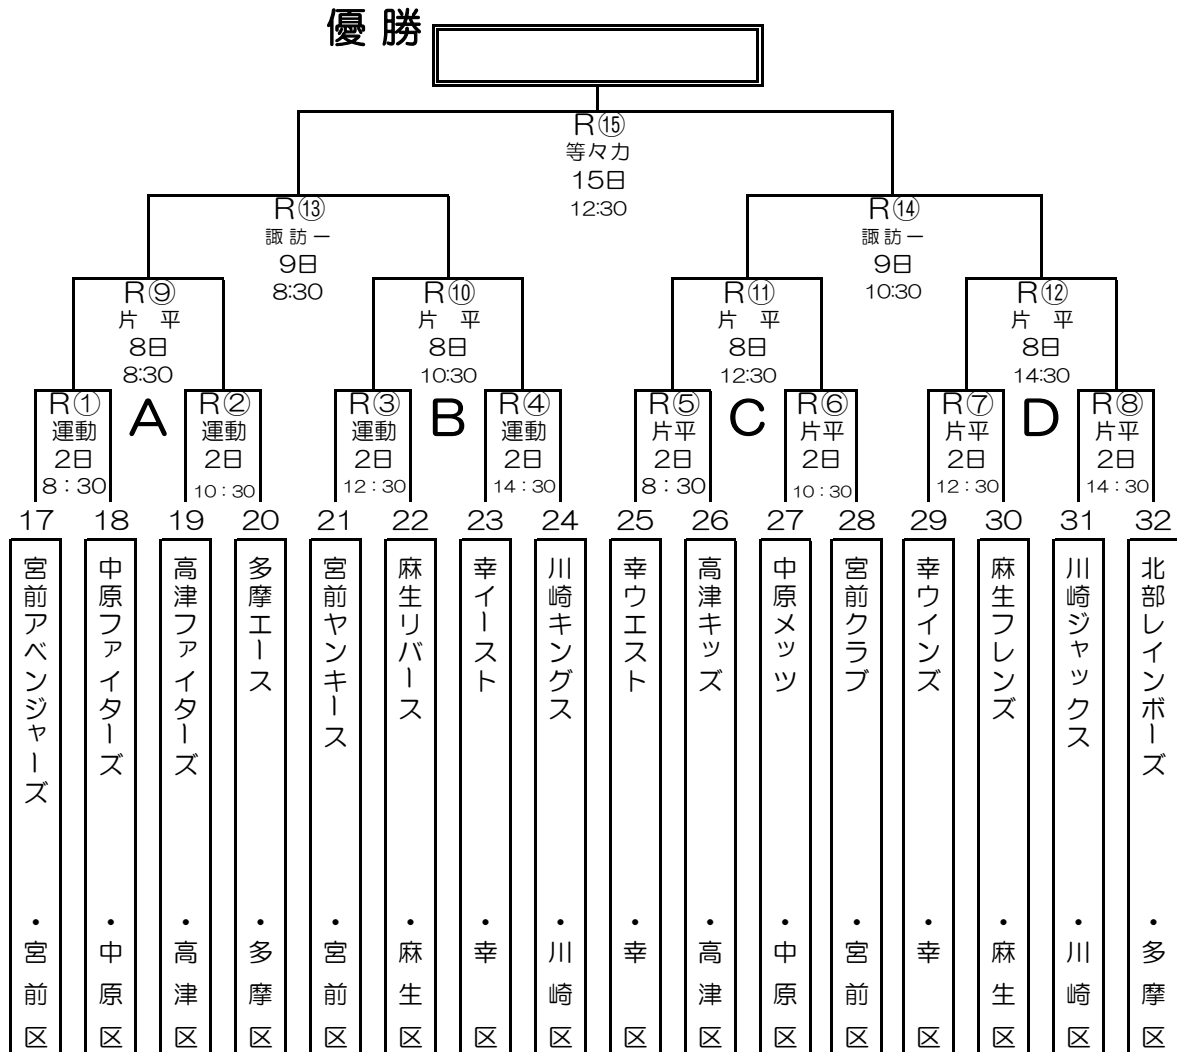 優勝
R⑮
等々力
15日
12:30
R⑬
諏訪一
9日
8:30
R⑭
諏訪一
9日
10:30
R⑨
片 平
8日
8:30
R⑩
片 平
8日
10:30
R⑪
片 平
8日
12:30
R⑫
片 平
8日
14:30
R①
運動
2日
8：30
A
R②
運動
2日
10：30
R③
運動
2日
12：30
B
R④
運動
2日
14：30
R⑤
片平
2日
8：30
C
R⑥
片平
2日
10：30
R⑦
片平
2日
12：30
D
R⑧
片平
2日
14：30
17
宮前アベンジャーズ ・宮前区
18
中原ファイターズ ・中原区
19
高津ファイターズ ・高津区
20
多摩エース ・多摩区
21
宮前ヤンキース ・宮前区
22
麻生リバース ・麻生区
23
幸イースト ・幸 区
24
川崎キングス ・川崎区
25
幸ウエスト ・幸 区
26
高津キッズ ・高津区
27
中原メッツ ・中原区
28
宮前クラブ ・宮前区
29
幸ウインズ ・幸 区
30
麻生フレンズ ・麻生区
31
川崎ジャックス ・川崎区
32
北部レインボーズ ・多摩区